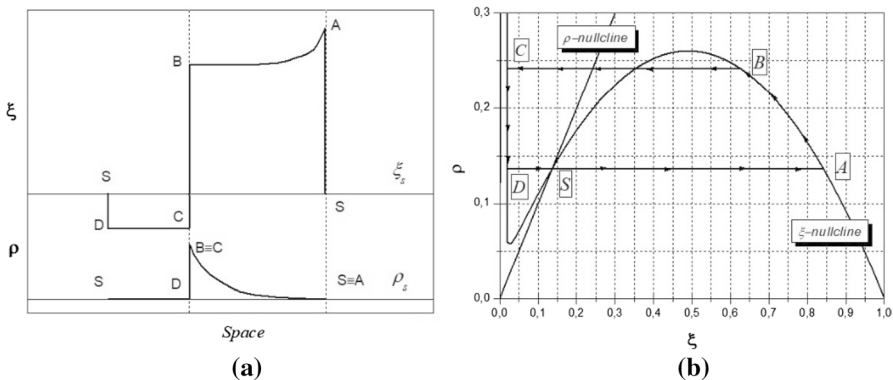 A
B
ξ
S
ξs
D
C
S
ρ
B≡C
S
D
S≡A
ρs
Space
(a)
0,3
ρ–nullcline
C
B
0,2
ρ
D
S
A
0,1
ξ–nullcline
0,0
0,0 0,1 0,2 0,3 0,4 0,5 0,6 0,7 0,8 0,9 1,0
ξ
(b)